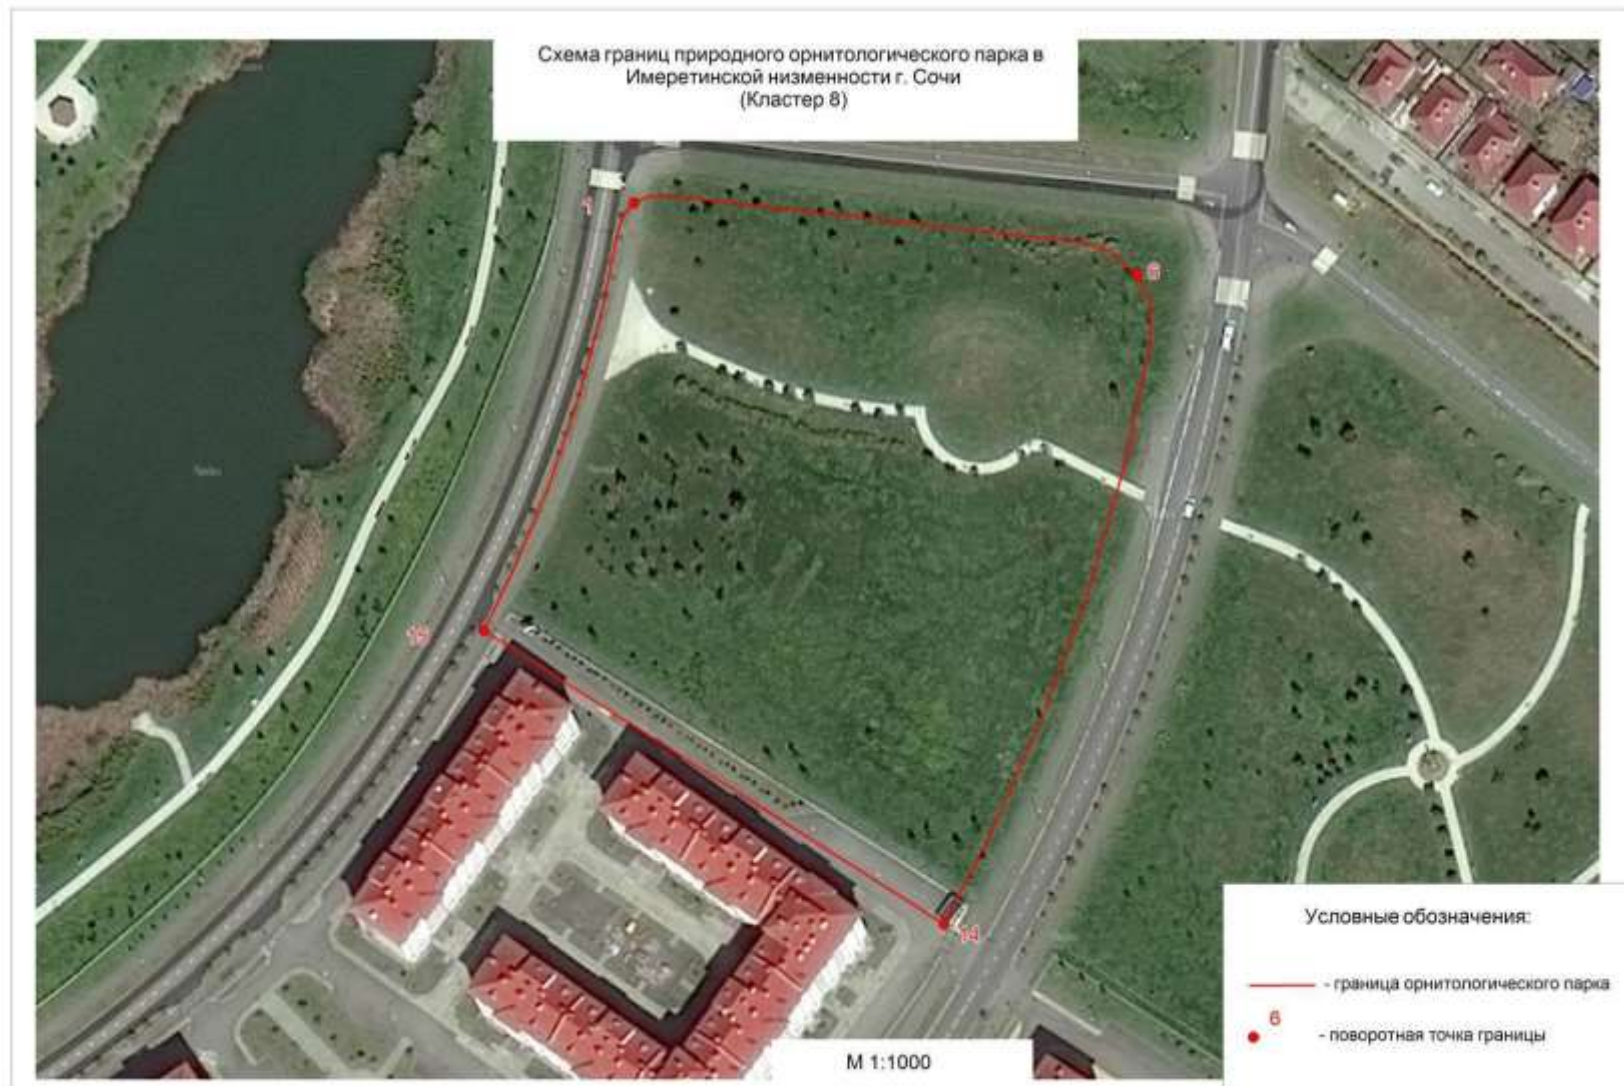 Схема границ природного орнитологического парка в
Имеретинской низменности г. Сочи
(Кластер 8)
1
6
15
14
Условные обозначения:
- граница орнитологического парка
6
- поворотная точка границы
М 1:1000